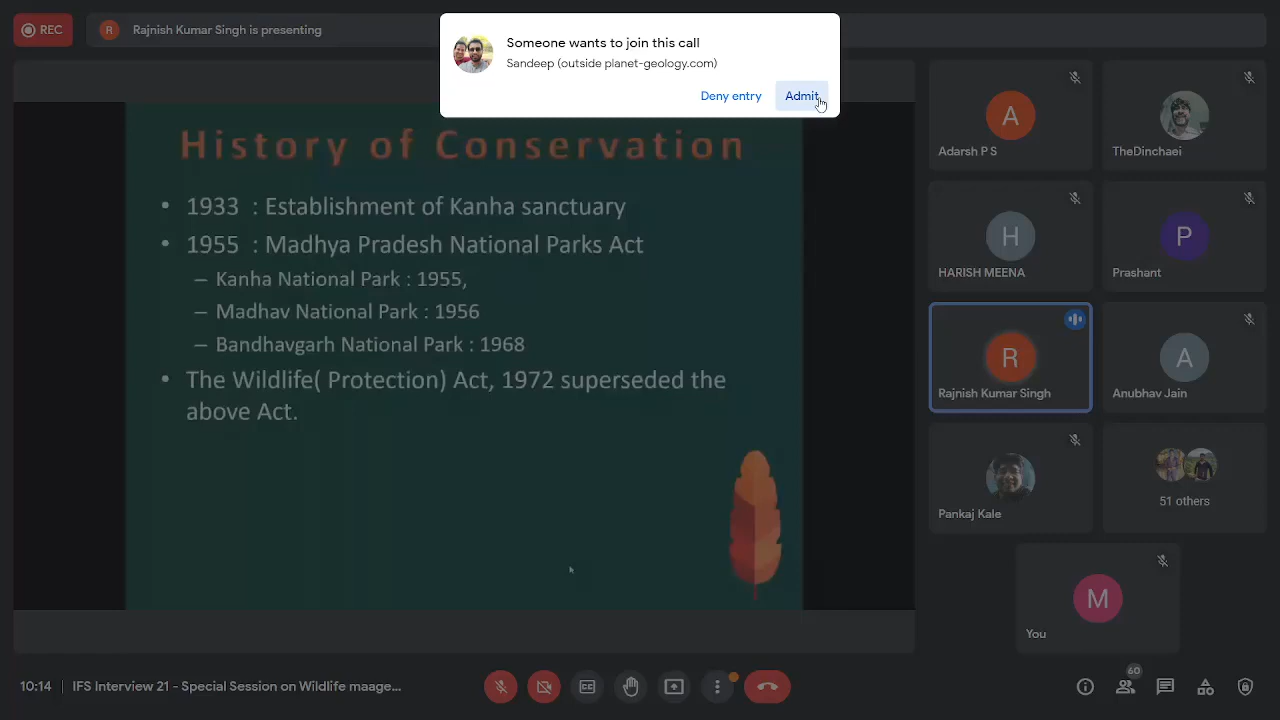 REC
R
Rajnish Kumar Singh is presenting
Someone wants to join this call
Sandeep (outside planet-geology.com)
Deny entry
Admit
History of Conservation
• 1933 : Establishment of Kanha sanctuary
• 1955 : Madhya Pradesh National Parks Act
– Kanha National Park : 1955,
– Madhav National Park : 1956
– Bandhavgarh National Park : 1968
• The Wildlife( Protection) Act, 1972 superseded the
above Act.
A
Adarsh P S
TheDinchaei
H
HARISH MEENA
P
Prashant
R
Rajnish Kumar Singh
A
Anubhav Jain
Pankaj Kale
51 others
M
You
10:14 | IFS Interview 21 - Special Session on Wildlife maage...
CC
60